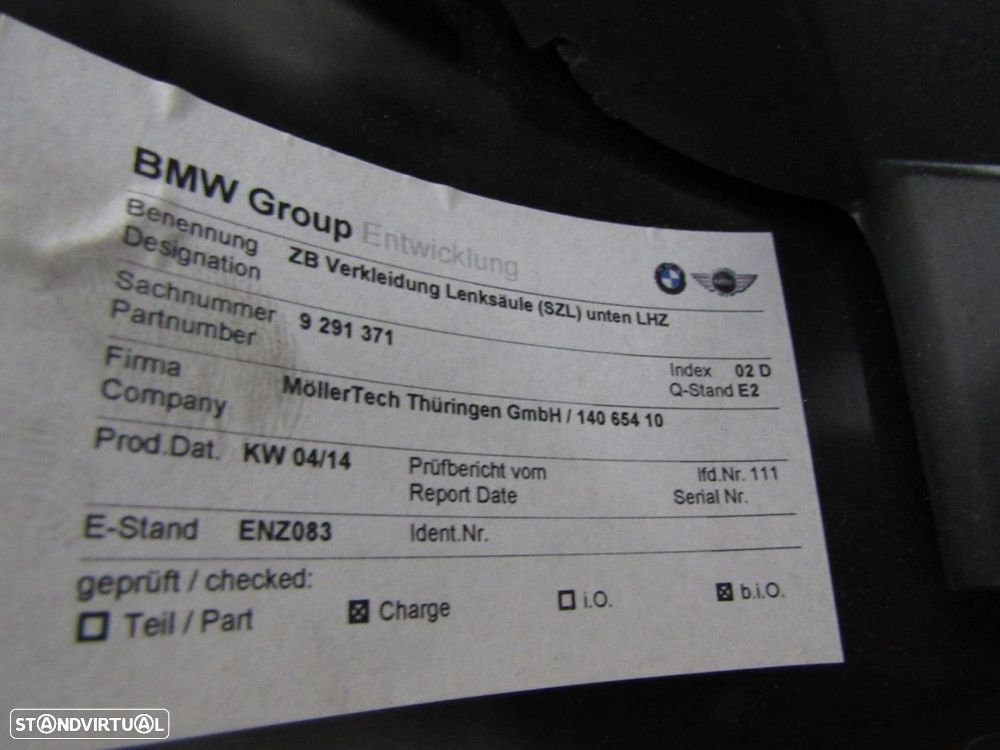 BMW Group Entwicklung
Benennung
Designation
ZB Verkleidung Lenksäule (SZL) unten LHZ
Sachnummer
Partnumber
9 291 371
Index 02 D
Q-Stand E2
Firma
Company
MöllerTech Thüringen GmbH / 140 654 10
Prod.Dat. KW 04/14
Prüfbericht vom
Report Date
lfd.Nr. 111
Serial Nr.
E-Stand ENZ083 Ident.Nr.
geprüft / checked:
Teil / Part Charge i.O. b.i.O.
STANDVIRTUAL